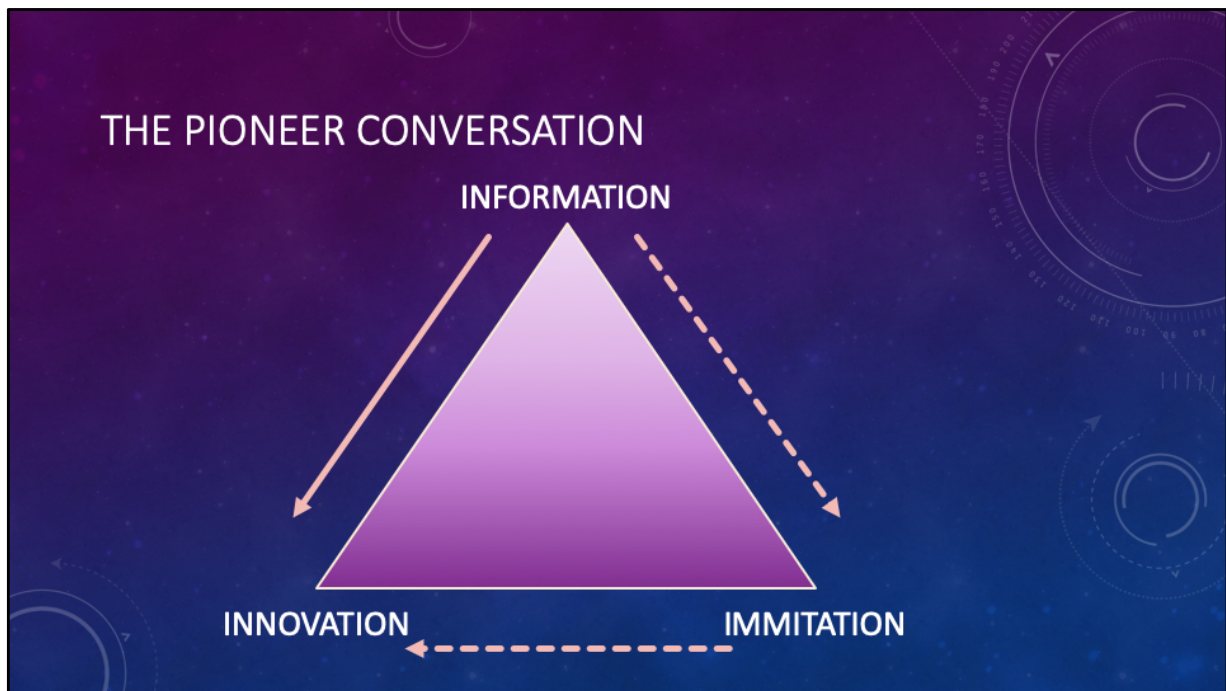 THE PIONEER CONVERSATION
INFORMATION
INNOVATION
IMMITATION